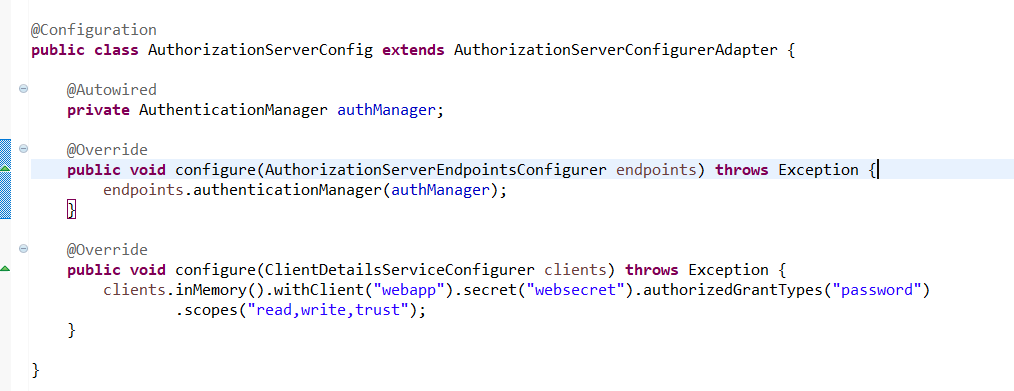 @Configuration
public class AuthorizationServerConfig extends AuthorizationServerConfigurerAdapter {
@Autowired
private AuthenticationManager authManager;
@Override
public void configure(AuthorizationServerEndpointsConfigurer endpoints) throws Exception {
endpoints.authenticationManager(authManager);
}
@Override
public void configure(ClientDetailsServiceConfigurer clients) throws Exception {
clients.inMemory().withClient("webapp").secret("websecret").authorizedGrantTypes("password")
.scopes("read,write,trust");
}
}